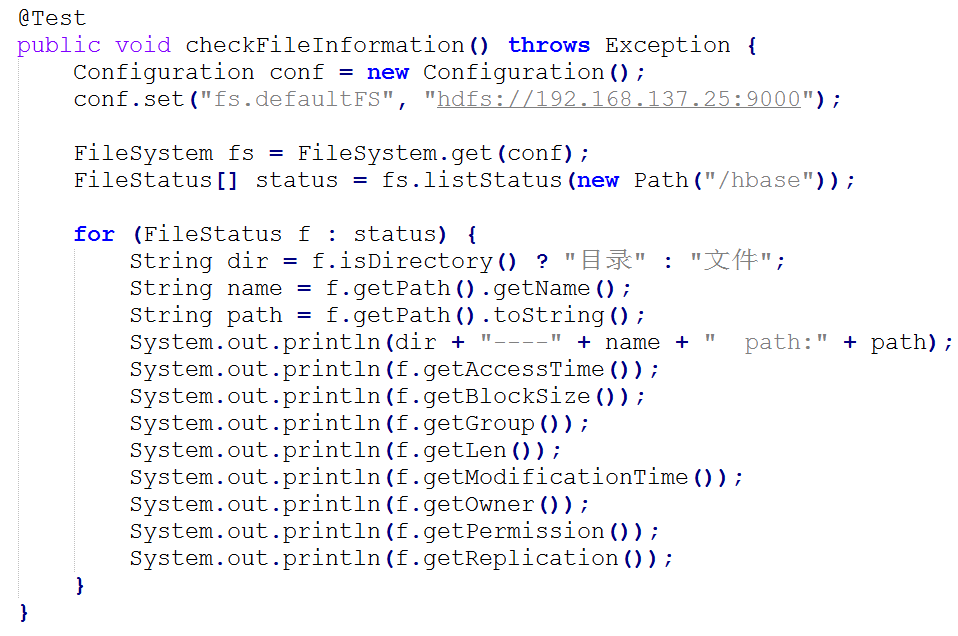 @Test
public void checkFileInformation() throws Exception {
    Configuration conf = new Configuration();
    conf.set("fs.defaultFS", "hdfs://192.168.137.25:9000");

    FileSystem fs = FileSystem.get(conf);
    FileStatus[] status = fs.listStatus(new Path("/hbase"));

    for (FileStatus f : status) {
        String dir = f.isDirectory() ? "目录" : "文件";
        String name = f.getPath().getName();
        String path = f.getPath().toString();
        System.out.println(dir + "----" + name + "  path:" + path);
        System.out.println(f.getAccessTime());
        System.out.println(f.getBlockSize());
        System.out.println(f.getGroup());
        System.out.println(f.getLen());
        System.out.println(f.getModificationTime());
        System.out.println(f.getOwner());
        System.out.println(f.getPermission());
        System.out.println(f.getReplication());
    }
}